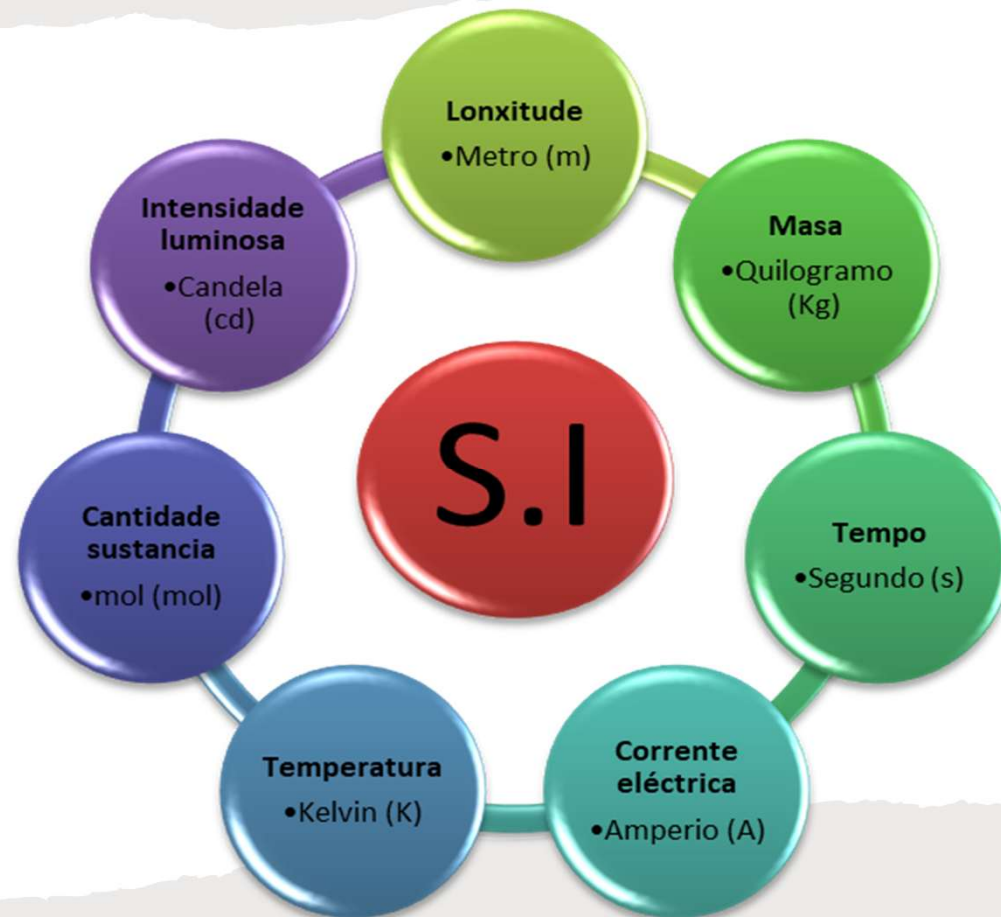 Lonxitude
•Metro (m)
Masa
•Quilogramo
(Kg)
Tempo
•Segundo (s)
Corrente
eléctrica
•Amperio (A)
Temperatura
•Kelvin (K)
Cantidade
sustancia
•mol (mol)
Intensidade
luminosa
•Candela
(cd)
S.I